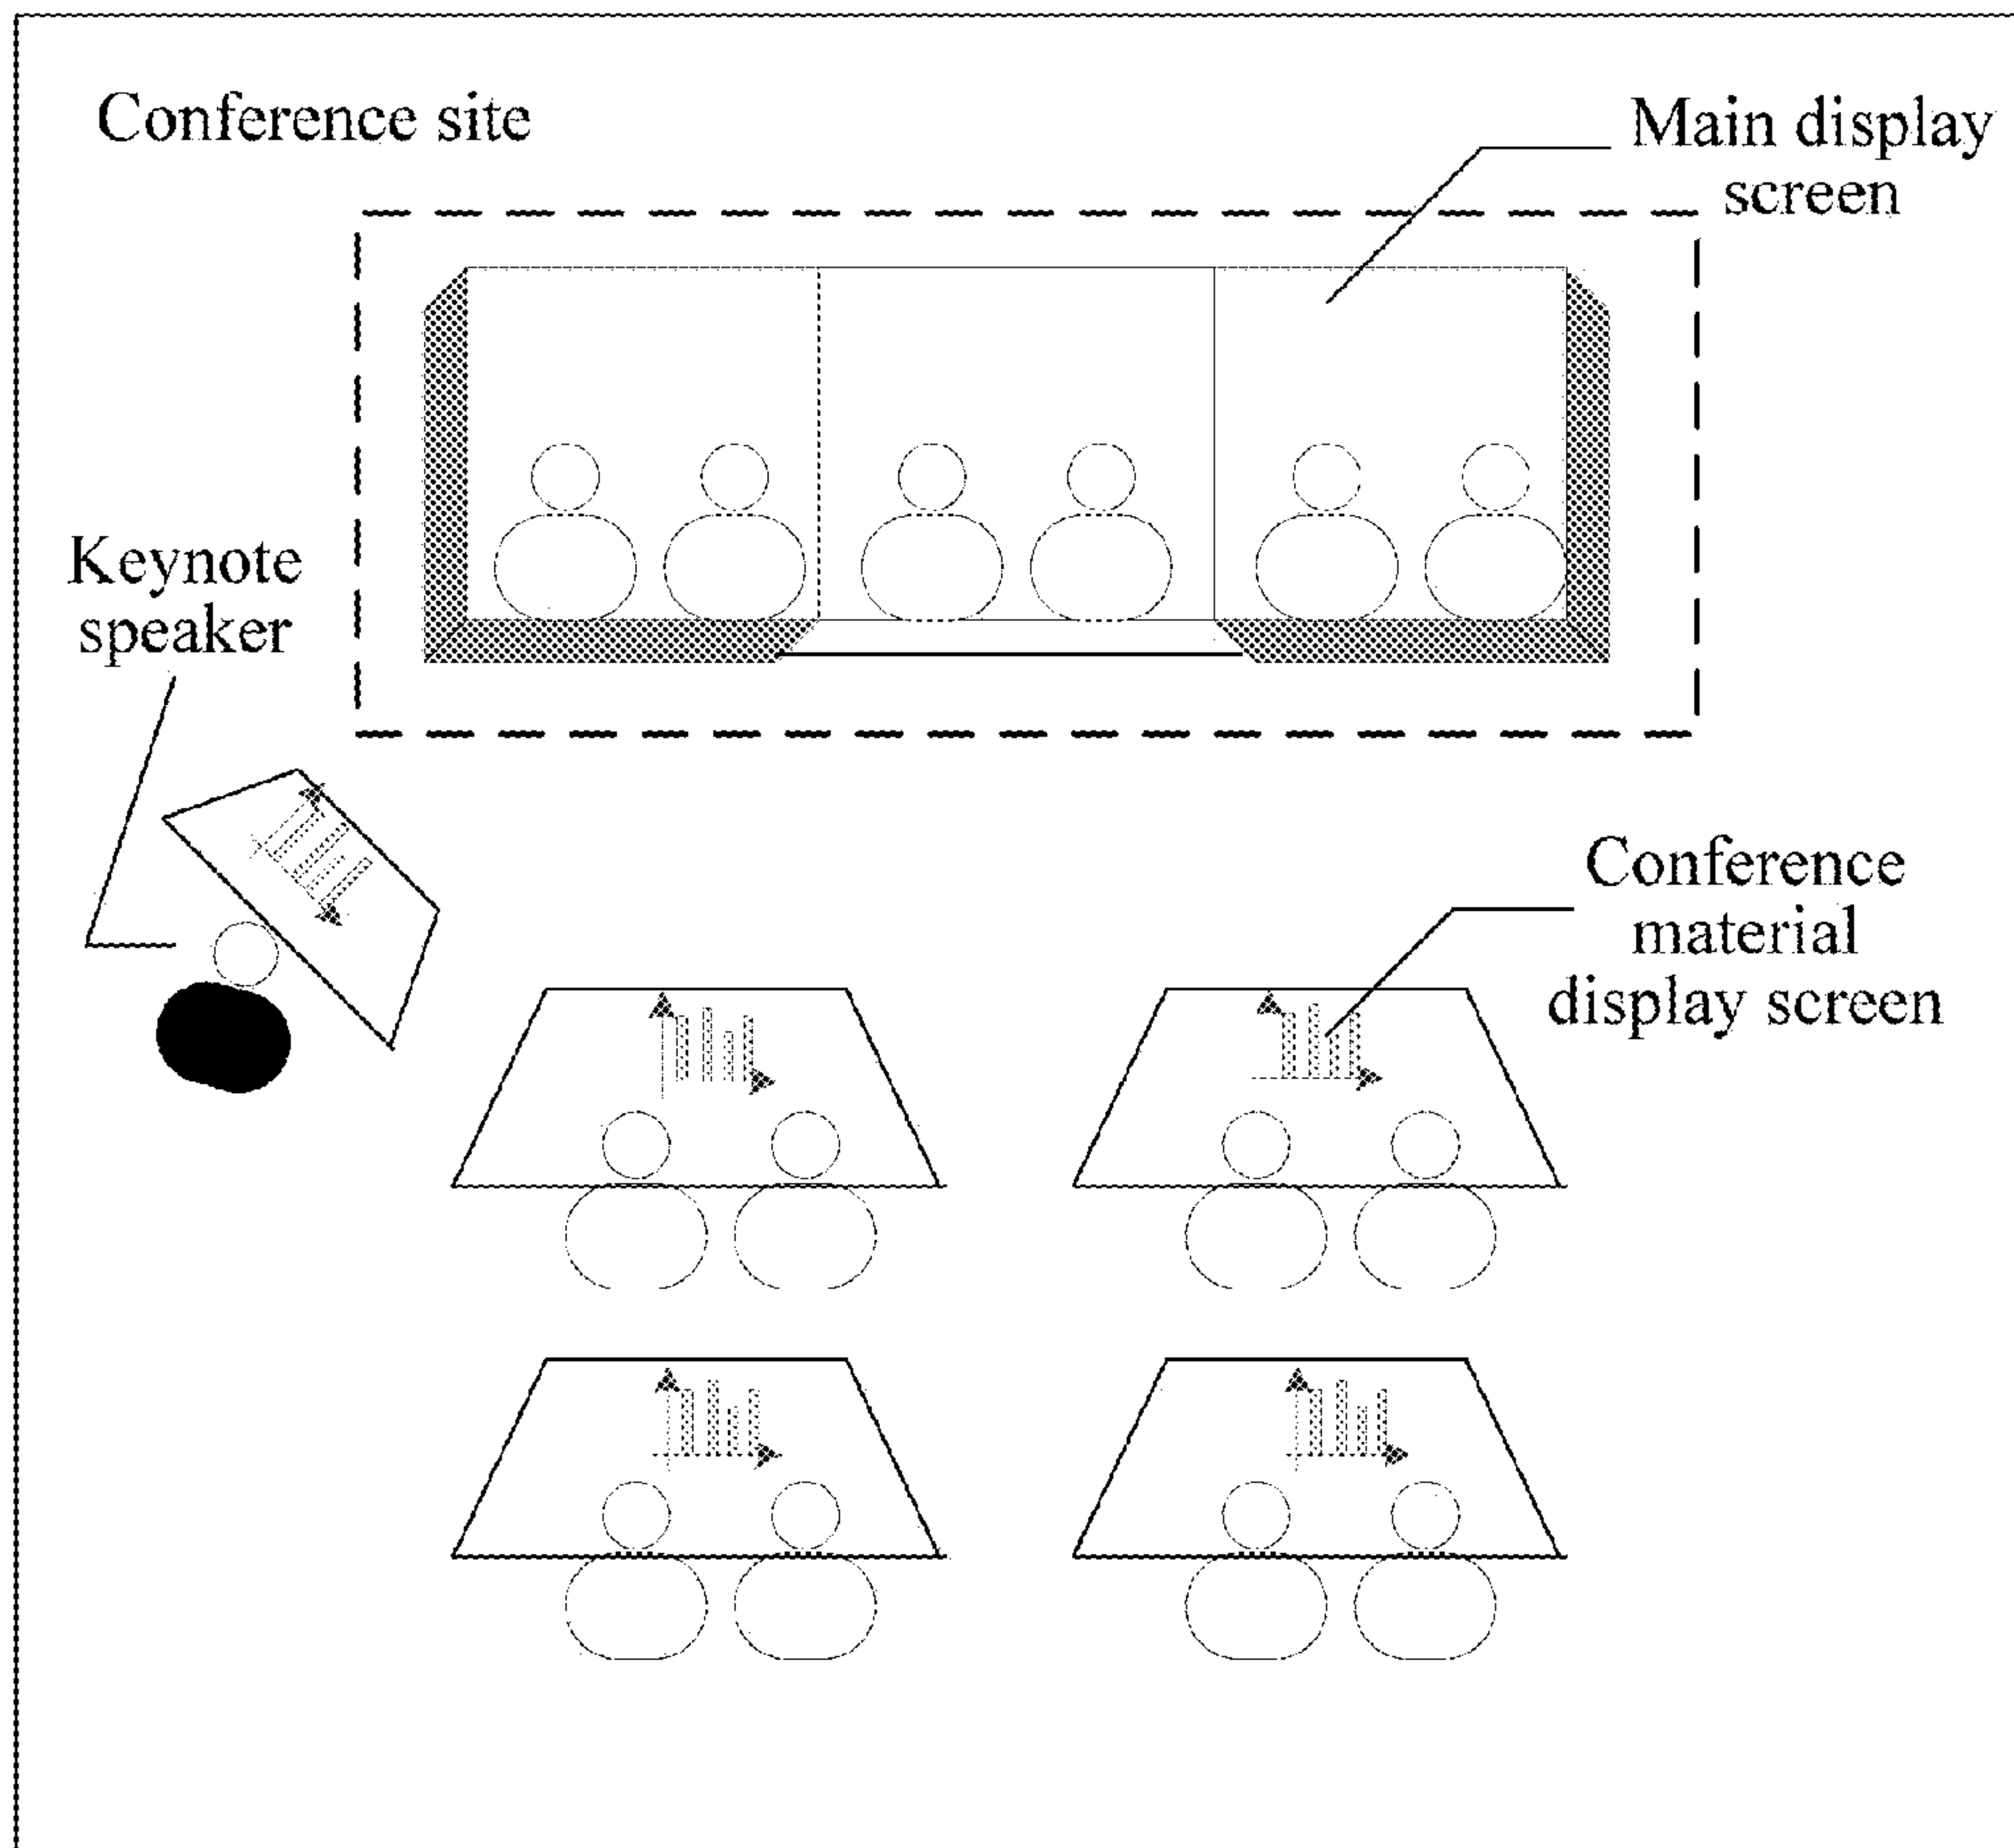 Conference site
Main display
screen
Keynote
speaker
Conference
material
display screen